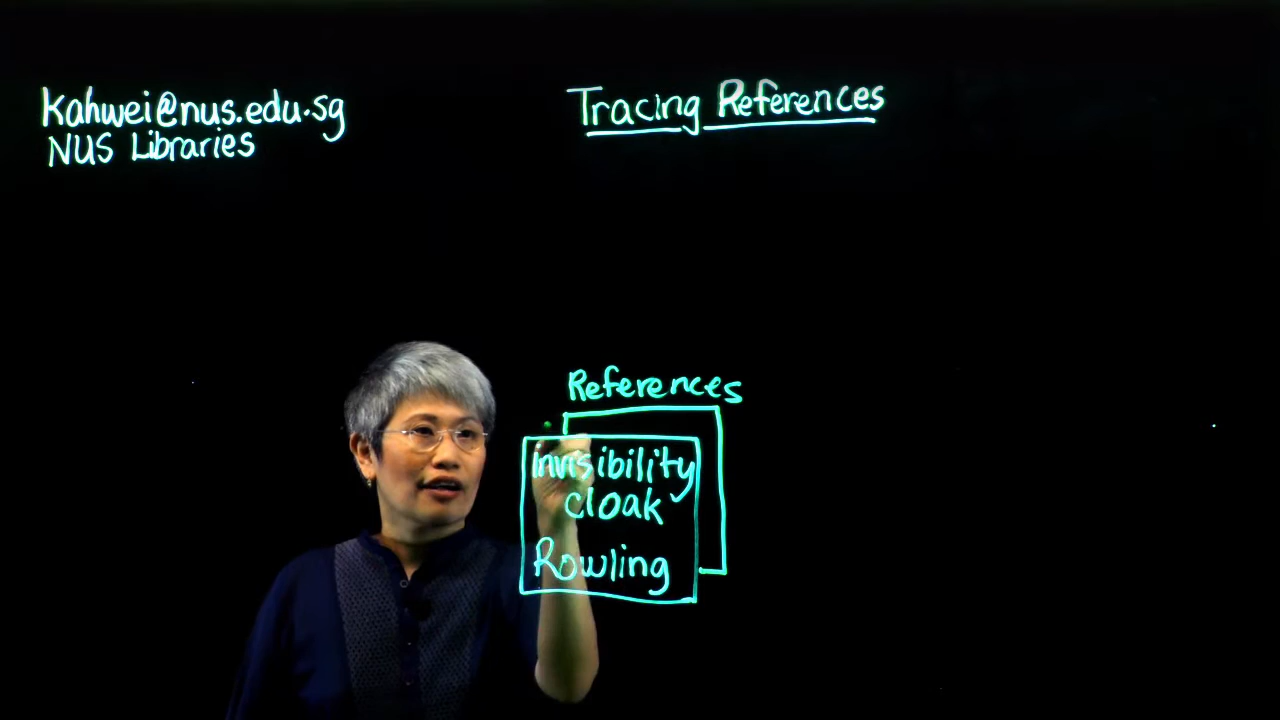 Kahwei@nus.edu.sg
NUS Libraries
Tracing References
References
Invisibility
cloak
Rowling